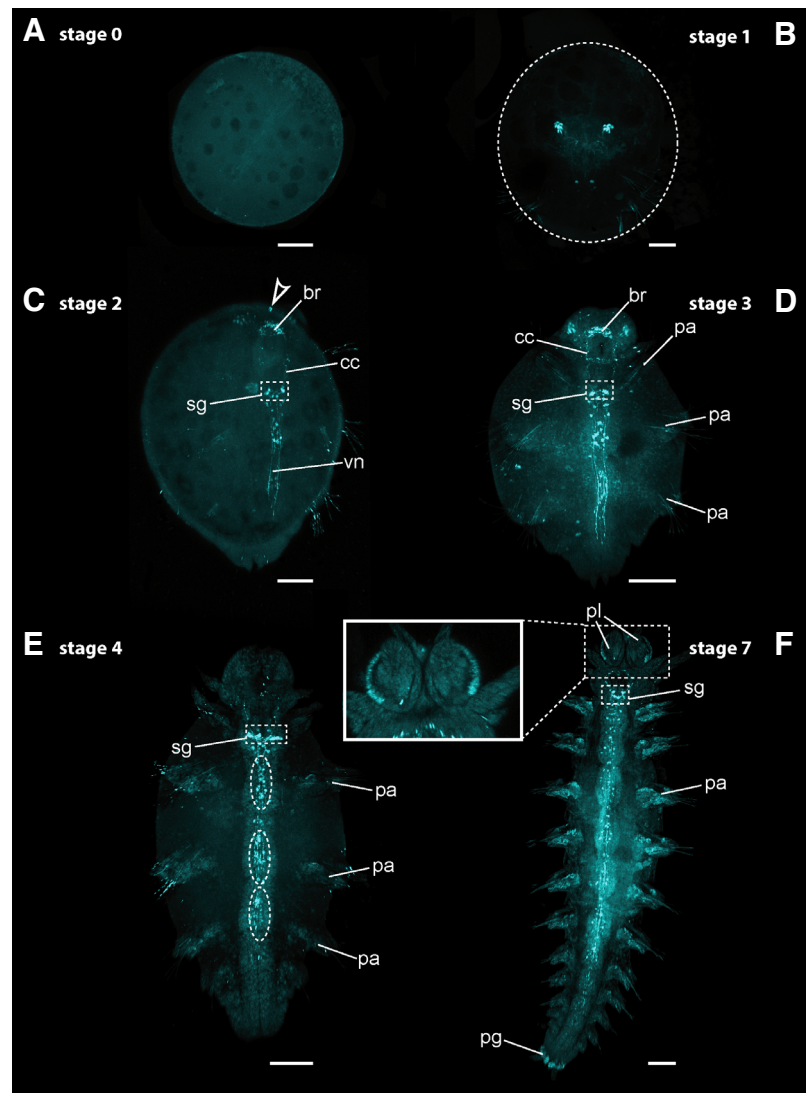 A stage 0
stage 1 B
C stage 2
br
cc
sg
vn
stage 3 D
br
cc
pa
sg
pa
pa
E stage 4
sg
pa
pa
pa
stage 7 F
pl
sg
pa
pg